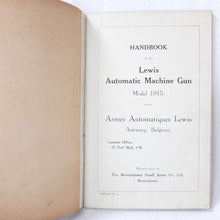 HANDBOOK
of the
Lewis
Automatic Machine Gun
Model 1915
Armes Automatiques Lewis
Antwerp, Belgium
London Office:
57, Pall Mall, S.W.
Manufactured by
The Birmingham Small Arms Co. Ltd.,
Birmingham